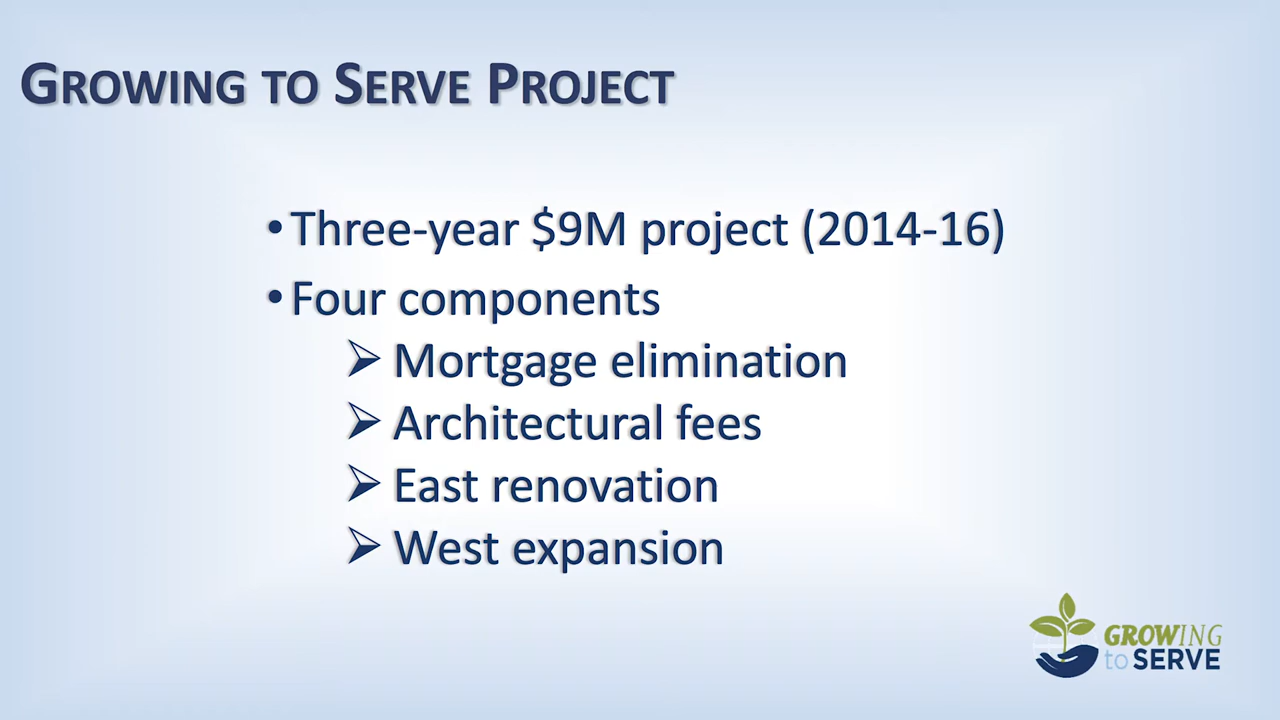 GROWING TO SERVE PROJECT
• Three-year $9M project (2014-16)
• Four components
➢ Mortgage elimination
➢ Architectural fees
➢ East renovation
➢ West expansion
GROWING
to SERVE